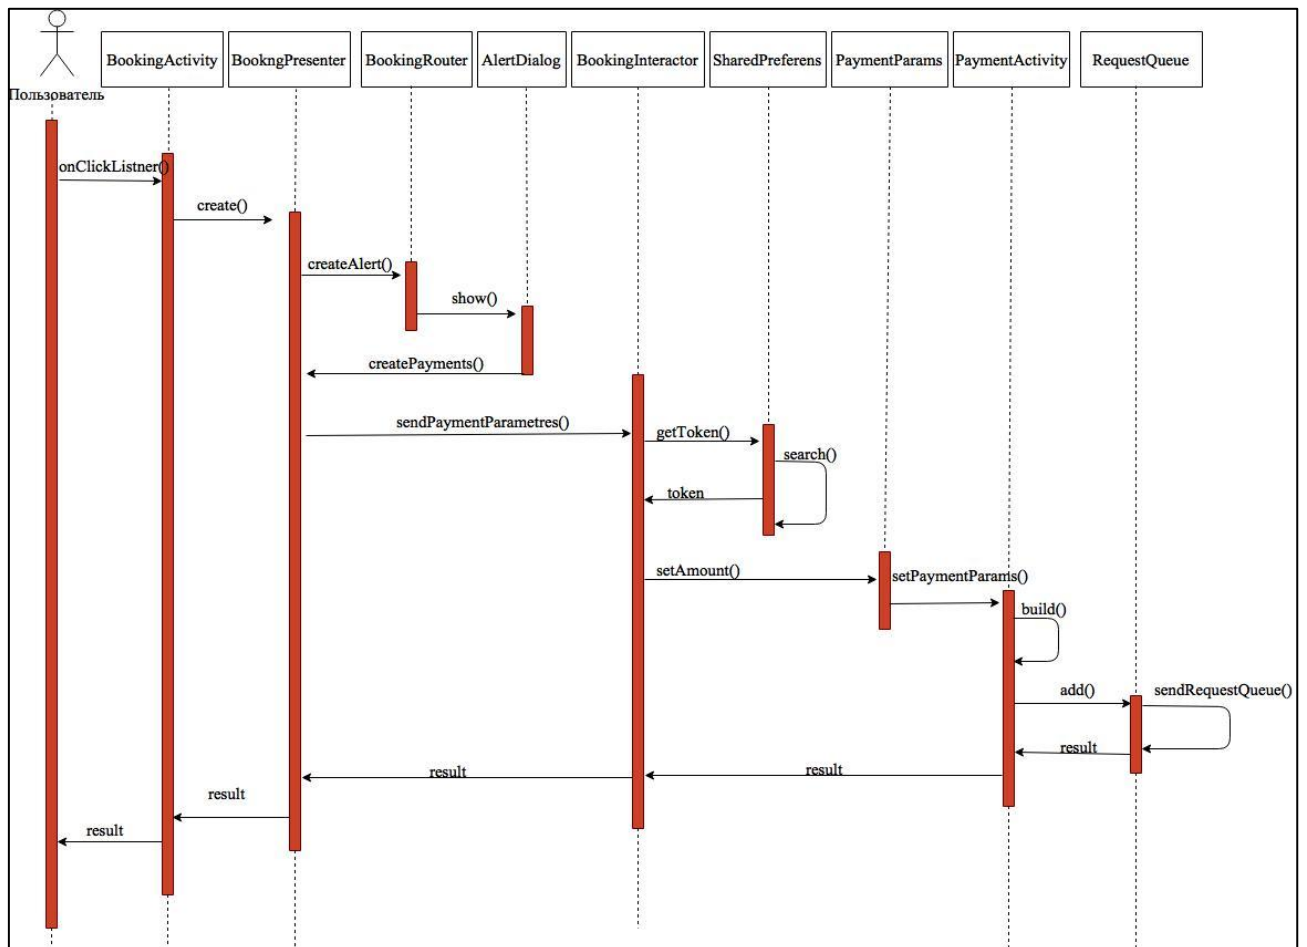 BookingActivity
BookngPresenter
BookingRouter
AlertDialog
BookingInteractor
SharedPreferens
PaymentParams
PaymentActivity
RequestQueue
Пользователь
onClickListner()
create()
createAlert()
show()
createPayments()
sendPaymentParametres()
getToken()
search()
token
setAmount()
setPaymentParams()
build()
add()
sendRequestQueue()
result
result
result
result
result